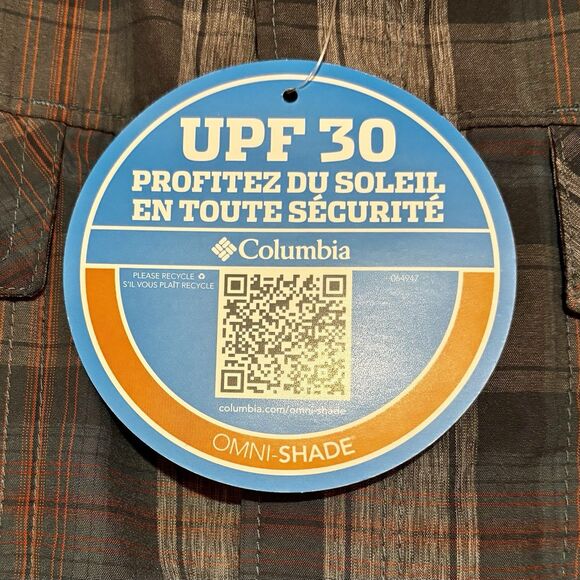 UPF 30
PROFITEZ DU SOLEIL
EN TOUTE SÉCURITÉ
Columbia
PLEASE RECYCLE
S'IL VOUS PLAÎT RECYCLE
064947
columbia.com/omni-shade
OMNI-SHADE